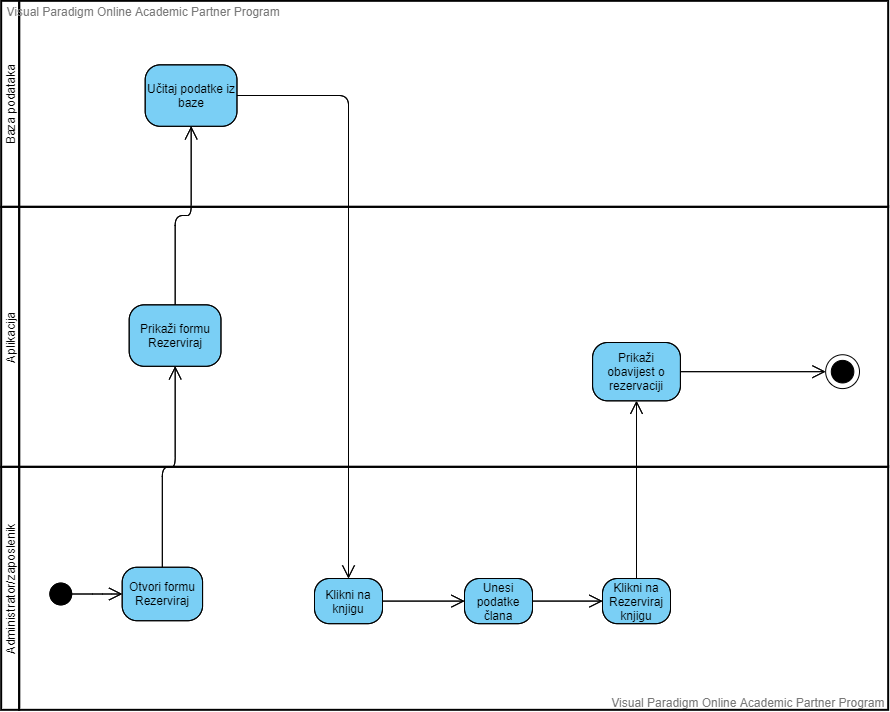 Visual Paradigm Online Academic Partner Program
Baza podataka
Učitaj podatke iz
baze
Aplikacija
Prikaži formu
Rezerviraj
Prikaži
obavijest o
rezervaciji
Administrator/zaposlenik
Otvori formu
Rezerviraj
Klikni na
knjigu
Unesi
podatke
člana
Klikni na
Rezerviraj
knjigu
Visual Paradigm Online Academic Partner Program